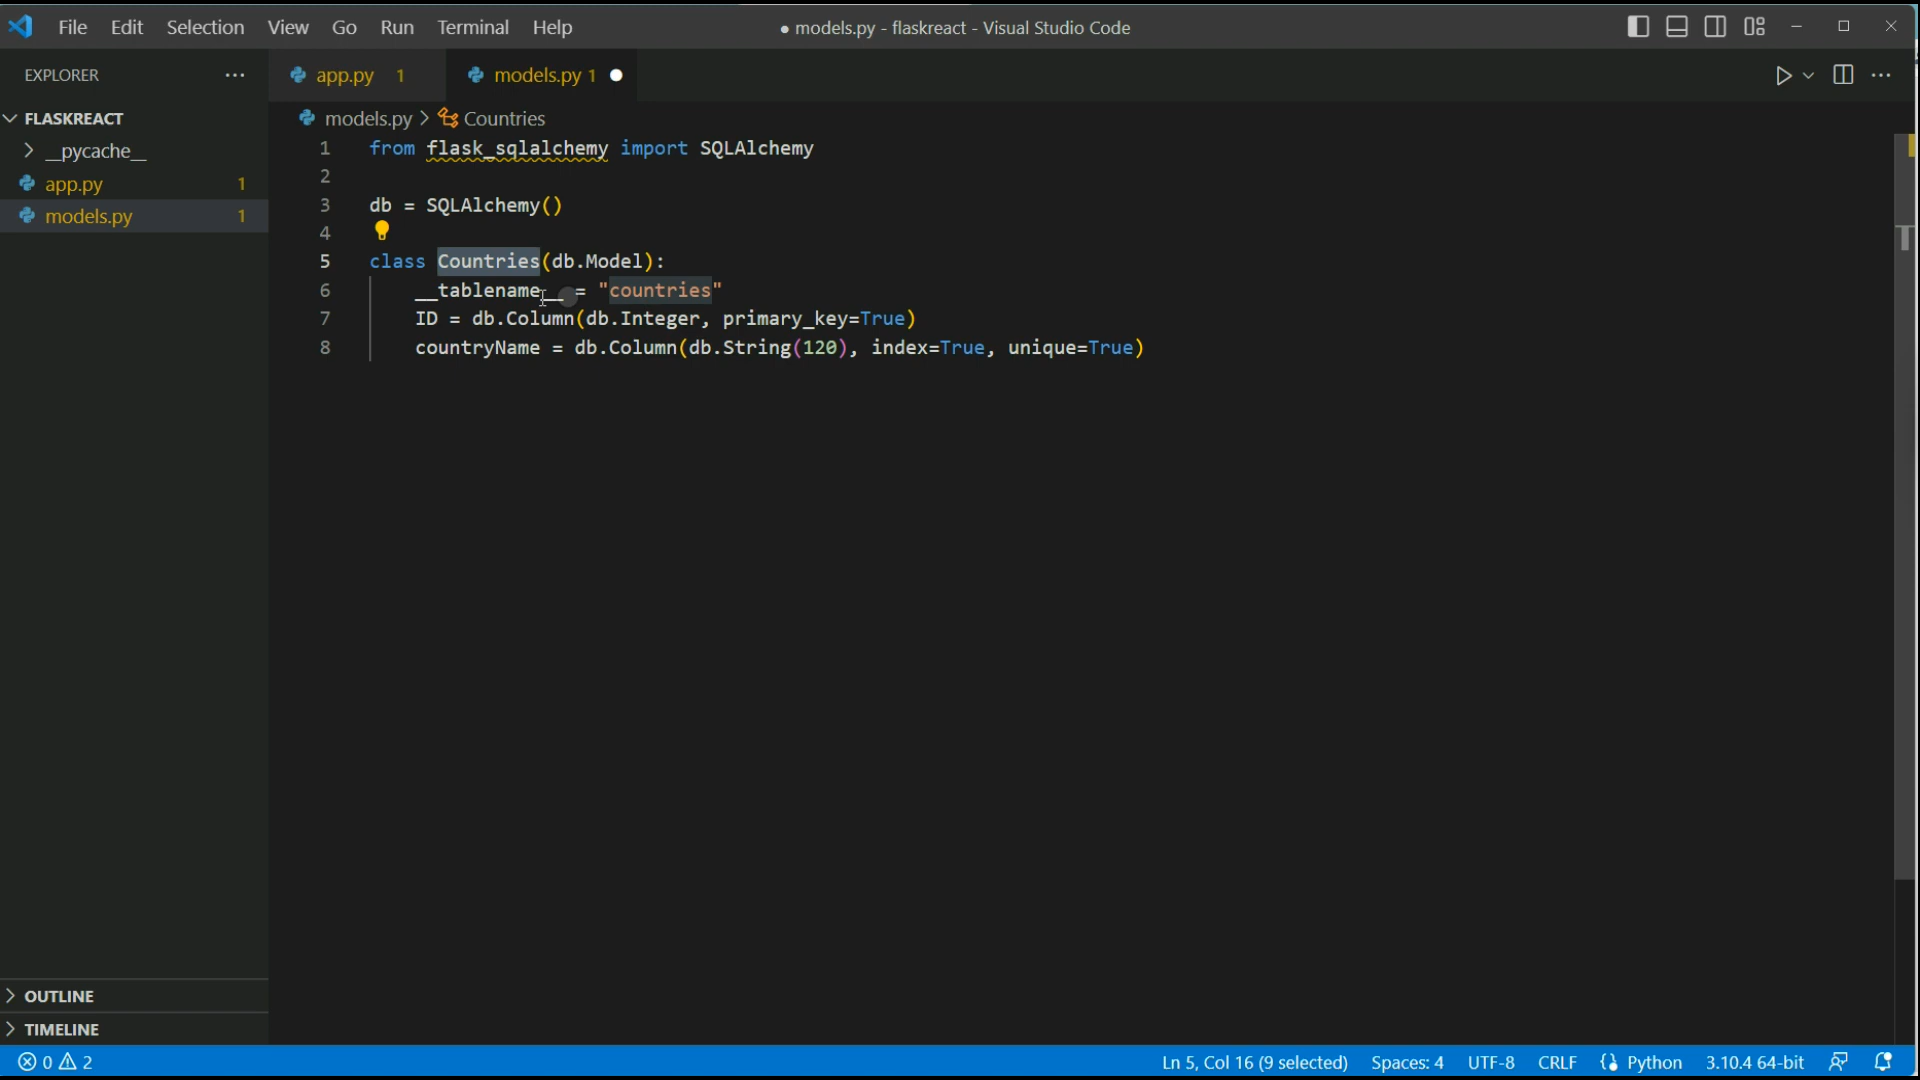 File Edit Selection View Go Run Terminal Help
● models.py - flaskreact - Visual Studio Code
EXPLORER ...
app.py 1
models.py 1 ●
FLASKREACT
models.py > Countries
__pycache__
app.py 1
models.py 1
1 from flask_sqlalchemy import SQLAlchemy
2
3 db = SQLAlchemy()
4
5 class Countries(db.Model):
6 __tablename__ = "countries"
7 ID = db.Column(db.Integer, primary_key=True)
8 countryName = db.Column(db.String(120), index=True, unique=True)
OUTLINE
TIMELINE
0 2
Ln 5, Col 16 (9 selected) Spaces: 4 UTF-8 CRLF Python 3.10.4 64-bit